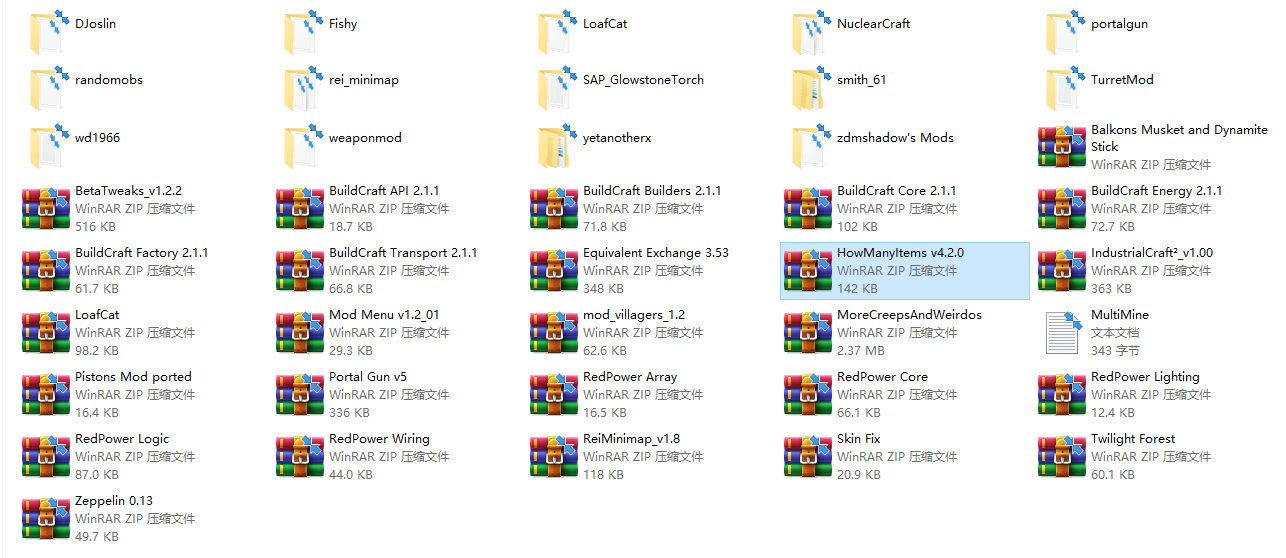 DJoslin
Fishy
LoafCat
NuclearCraft
portalgun
randomobs
rei_minimap
SAP_GlowstoneTorch
smith_61
TurretMod
wd1966
weaponmod
yetanotherx
zdmshadow's Mods
Balkons Musket and Dynamite
Stick
WinRAR ZIP 压缩文件
BetaTweaks_v1.2.2
WinRAR ZIP 压缩文件
516 KB
BuildCraft API 2.1.1
WinRAR ZIP 压缩文件
18.7 KB
BuildCraft Builders 2.1.1
WinRAR ZIP 压缩文件
71.8 KB
BuildCraft Core 2.1.1
WinRAR ZIP 压缩文件
102 KB
BuildCraft Energy 2.1.1
WinRAR ZIP 压缩文件
72.7 KB
BuildCraft Factory 2.1.1
WinRAR ZIP 压缩文件
61.7 KB
BuildCraft Transport 2.1.1
WinRAR ZIP 压缩文件
66.8 KB
Equivalent Exchange 3.53
WinRAR ZIP 压缩文件
348 KB
HowManyItems v4.2.0
WinRAR ZIP 压缩文件
142 KB
IndustrialCraft²_v1.00
WinRAR ZIP 压缩文件
363 KB
LoafCat
WinRAR ZIP 压缩文件
98.2 KB
Mod Menu v1.2_01
WinRAR ZIP 压缩文件
29.3 KB
mod_villagers_1.2
WinRAR ZIP 压缩文件
62.6 KB
MoreCreepsAndWeirdos
WinRAR ZIP 压缩文件
2.37 MB
MultiMine
文本文档
343 字节
Pistons Mod ported
WinRAR ZIP 压缩文件
16.4 KB
Portal Gun v5
WinRAR ZIP 压缩文件
336 KB
RedPower Array
WinRAR ZIP 压缩文件
16.5 KB
RedPower Core
WinRAR ZIP 压缩文件
66.1 KB
RedPower Lighting
WinRAR ZIP 压缩文件
12.4 KB
RedPower Logic
WinRAR ZIP 压缩文件
87.0 KB
RedPower Wiring
WinRAR ZIP 压缩文件
44.0 KB
ReiMinimap_v1.8
WinRAR ZIP 压缩文件
118 KB
Skin Fix
WinRAR ZIP 压缩文件
20.9 KB
Twilight Forest
WinRAR ZIP 压缩文件
60.1 KB
Zeppelin 0.13
WinRAR ZIP 压缩文件
49.7 KB